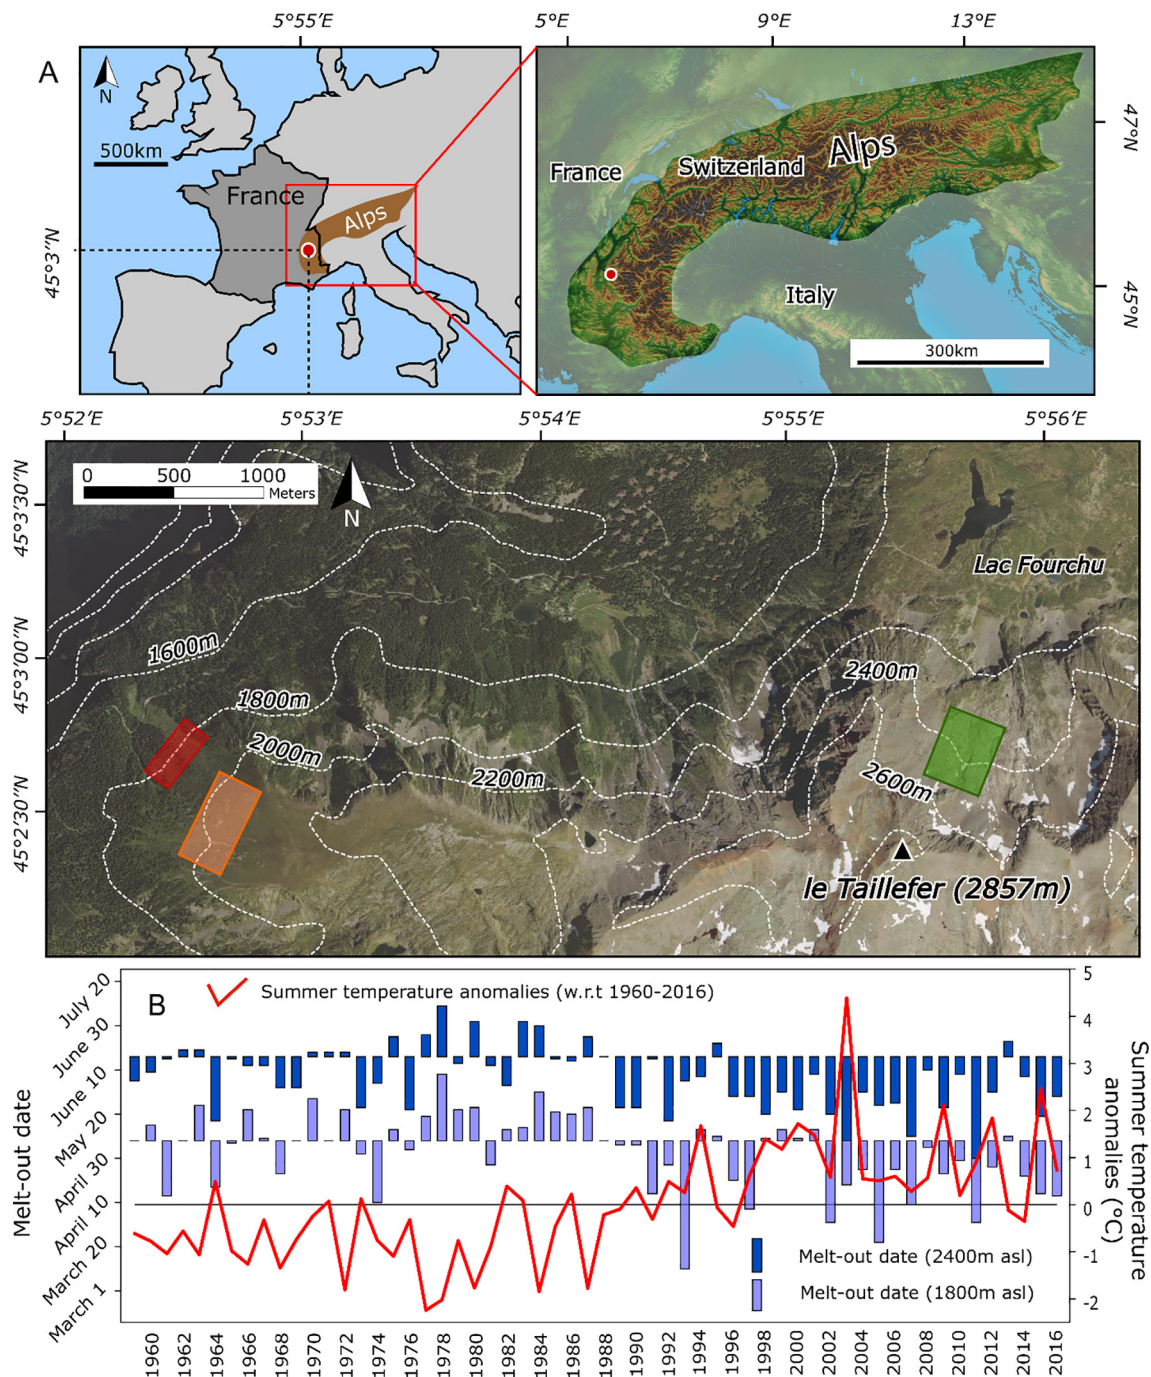 5°55′E
5°E
9°E
13°E
A
N
500km
France
Alps
45°3′′N
France
Switzerland
Alps
Italy
300km
47°N
45°N
5°52′E
5°53′E
5°54′E
5°55′E
5°56′E
0 500 1000
Meters
N
45°3′30′′N
45°3′00′′N
45°2′30′′N
Lac Fourchu
1600m
1800m
2000m
2200m
2400m
2600m
le Taillefer (2857m)
B
Summer temperature anomalies (w.r.t 1960-2016)
Melt-out date
July 20
June 30
June 10
May 20
April 30
April 10
March 20
March 1
5
4
3
2
1
0
-1
-2
Summer temperature
anomalies (°C)
Melt-out date (2400m asl)
Melt-out date (1800m asl)
1960
1962
1964
1966
1968
1970
1972
1974
1976
1978
1980
1982
1984
1986
1988
1990
1992
1994
1996
1998
2000
2002
2004
2006
2008
2010
2012
2014
2016